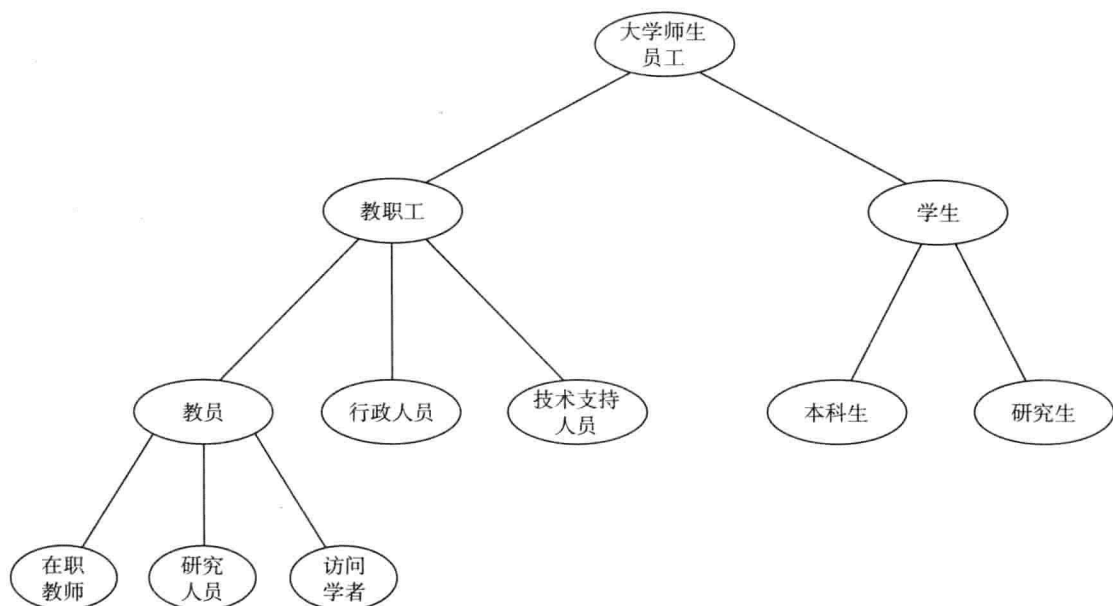 大学师生
员工
教职工
学生
教员
行政人员
技术支持
人员
本科生
研究生
在职
教师
研究
人员
访问
学者